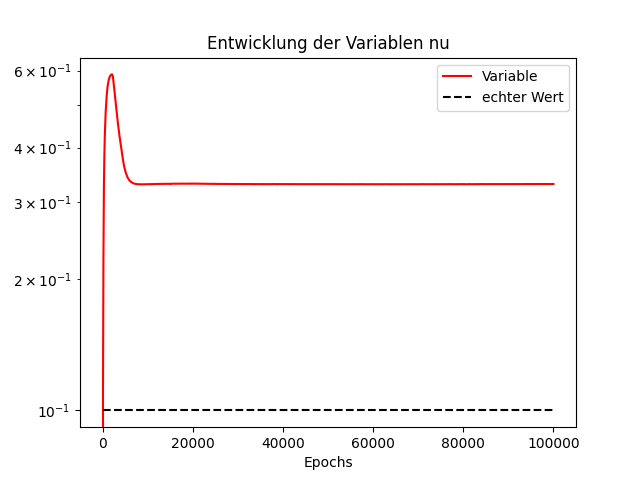 Entwicklung der Variablen nu
Variable
echter Wert
6 × 10⁻¹
4 × 10⁻¹
3 × 10⁻¹
2 × 10⁻¹
10⁻¹
0 20000 40000 60000 80000 100000
Epochs